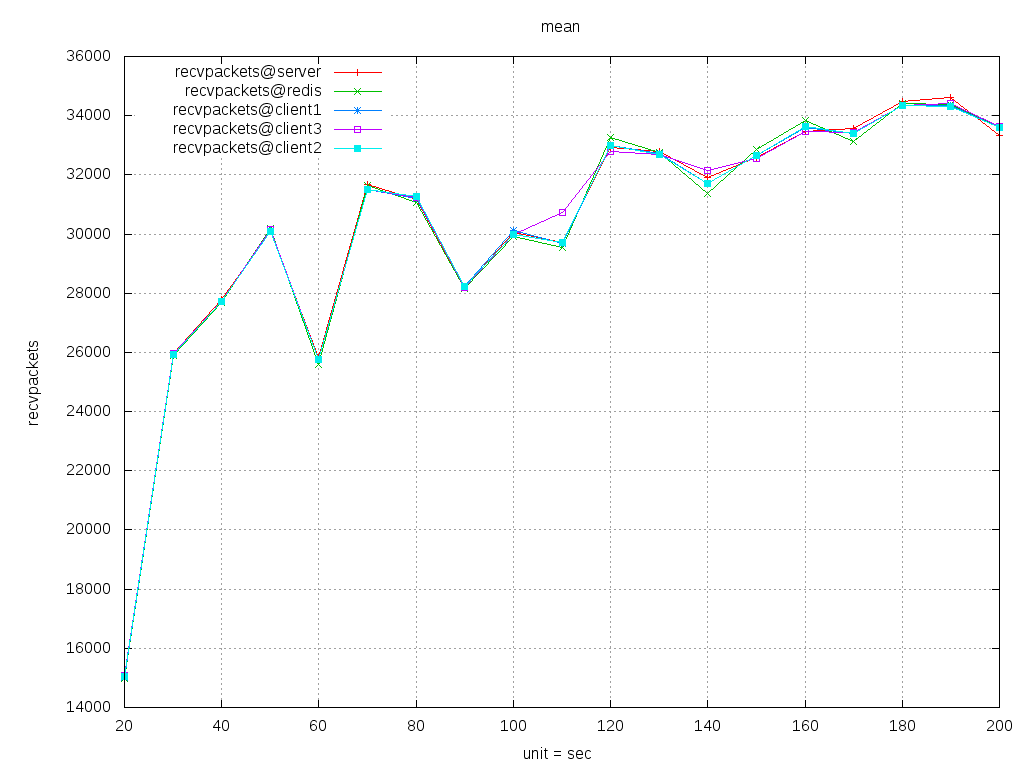 mean
36000
34000
32000
30000
28000
26000
24000
22000
20000
18000
16000
14000
recvpackets
recvpackets@server
recvpackets@redis
recvpackets@client1
recvpackets@client3
recvpackets@client2
20 40 60 80 100 120 140 160 180 200
unit = sec